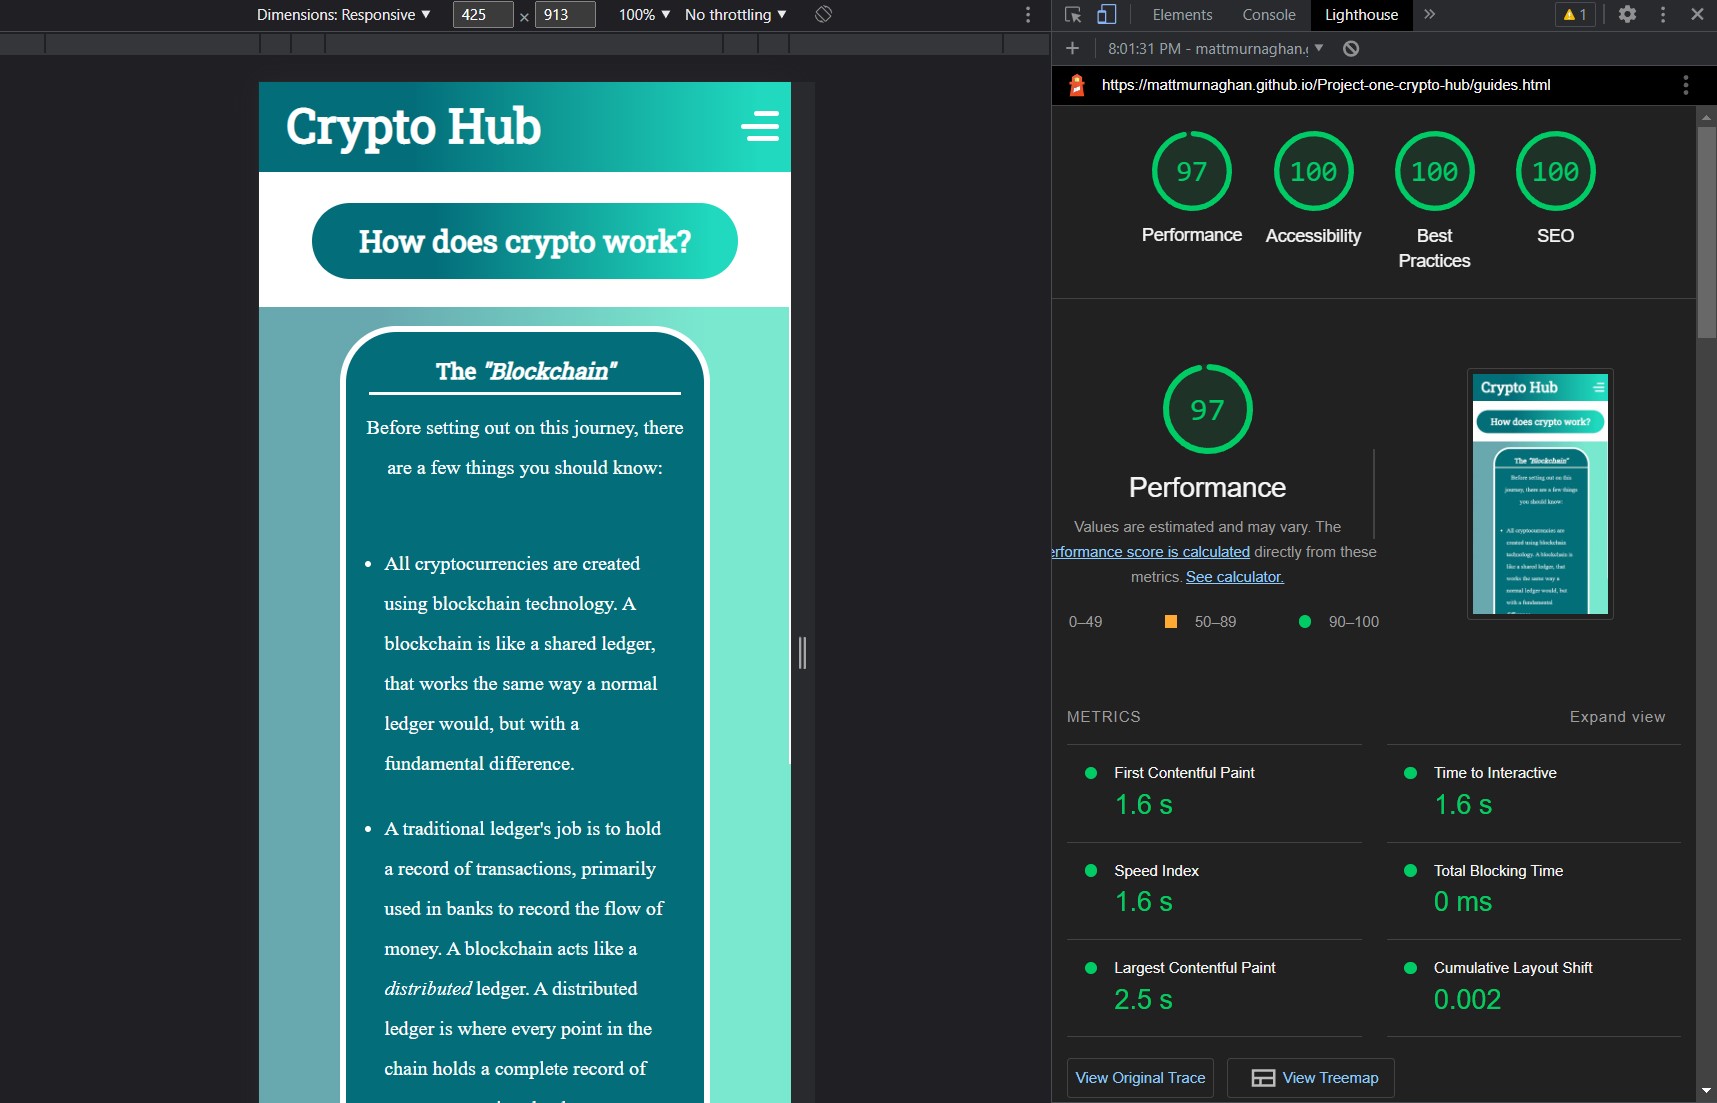 Dimensions: Responsive ▼ 425 × 913 100% ▼ No throttling ▼
Elements Console Lighthouse » 1
8:01:31 PM - mattmurnaghan.g ▼
https://mattmurnaghan.github.io/Project-one-crypto-hub/guides.html
Crypto Hub
How does crypto work?
The "Blockchain"
Before setting out on this journey, there
are a few things you should know:
• All cryptocurrencies are created
using blockchain technology. A
blockchain is like a shared ledger,
that works the same way a normal
ledger would, but with a
fundamental difference.
• A traditional ledger's job is to hold
a record of transactions, primarily
used in banks to record the flow of
money. A blockchain acts like a
distributed ledger. A distributed
ledger is where every point in the
chain holds a complete record of
97 100 100 100
Performance Accessibility Best Practices SEO
97
Performance
Values are estimated and may vary. The
erformance score is calculated directly from these
metrics. See calculator.
0–49 50–89 90–100
Crypto Hub
How does crypto work?
The "Blockchain"
Before setting out on this
journey, there are a few things
you should know:
• All cryptocurrencies are
created using blockchain
technology. A blockchain is
like a shared ledger, that
works the same way a
normal ledger would, but
with a fundamental
METRICS Expand view
First Contentful Paint
1.6 s
Time to Interactive
1.6 s
Speed Index
1.6 s
Total Blocking Time
0 ms
Largest Contentful Paint
2.5 s
Cumulative Layout Shift
0.002
View Original Trace View Treemap